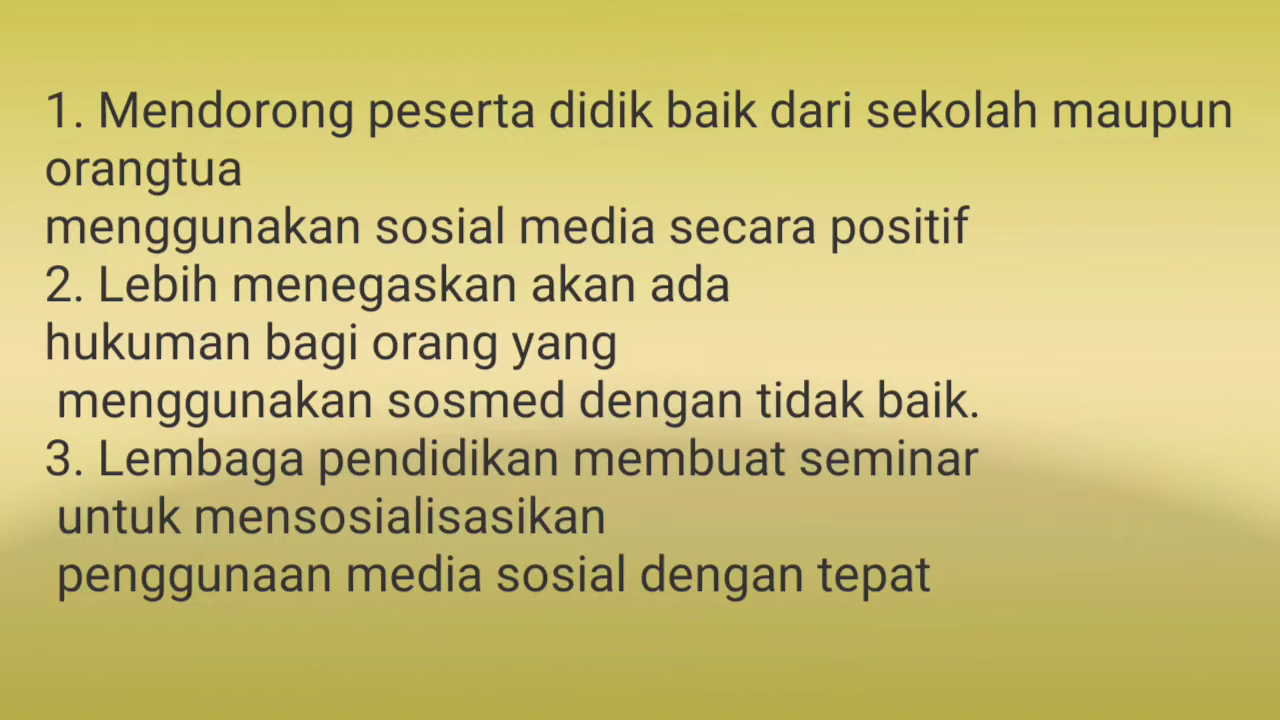 1. Mendorong peserta didik baik dari sekolah maupun
orangtua
menggunakan sosial media secara positif
2. Lebih menegaskan akan ada
hukuman bagi orang yang
menggunakan sosmed dengan tidak baik.
3. Lembaga pendidikan membuat seminar
untuk mensosialisasikan
penggunaan media sosial dengan tepat